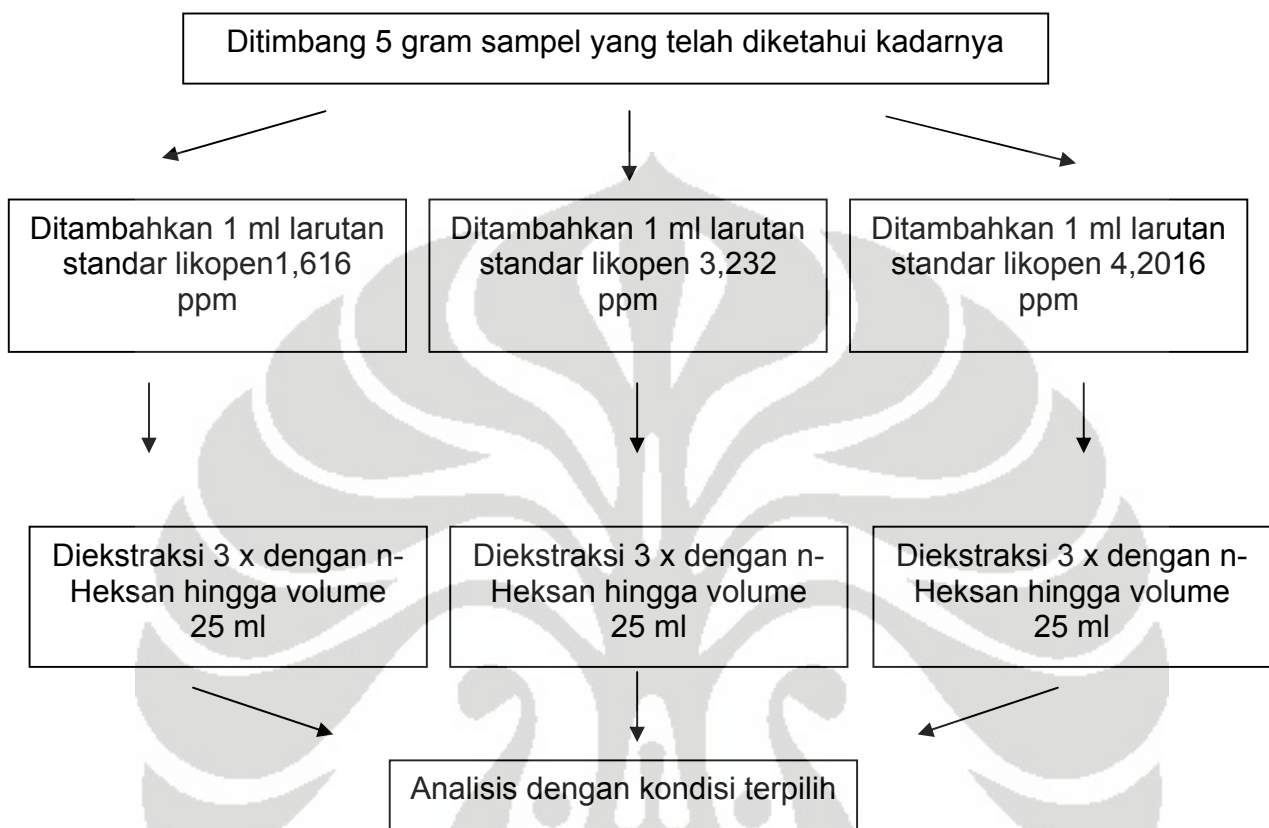 Ditimbang 5 gram sampel yang telah diketahui kadarnya
Ditambahkan 1 ml larutan
standar likopen1,616
ppm
Ditambahkan 1 ml larutan
standar likopen 3,232
ppm
Ditambahkan 1 ml larutan
standar likopen 4,2016
ppm
Diekstraksi 3 x dengan n-
Heksan hingga volume
25 ml
Diekstraksi 3 x dengan n-
Heksan hingga volume
25 ml
Diekstraksi 3 x dengan n-
Heksan hingga volume
25 ml
Analisis dengan kondisi terpilih